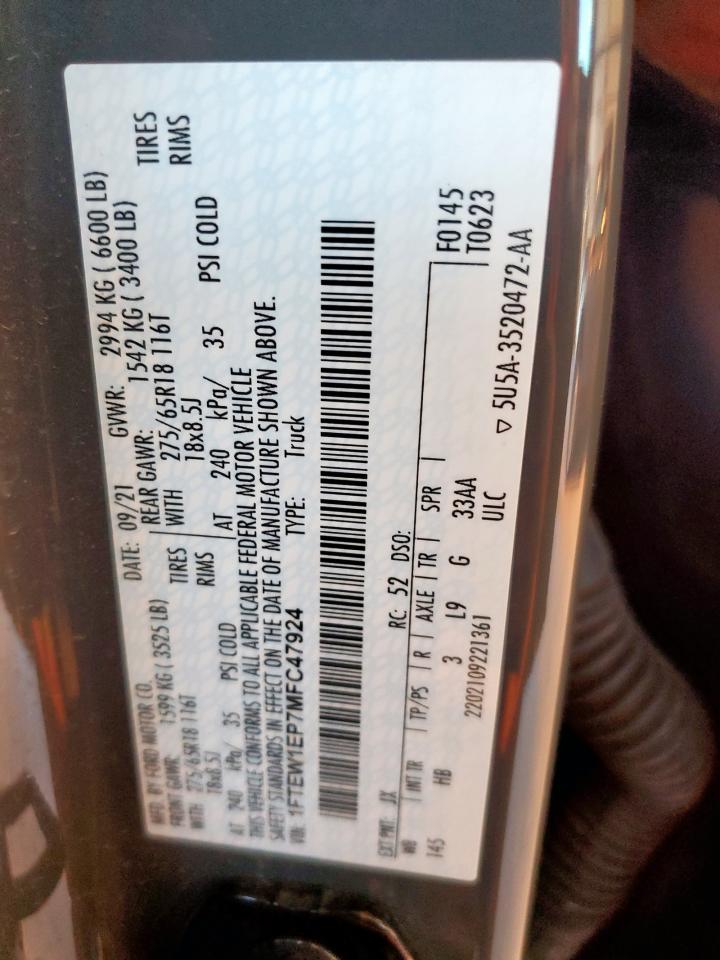 MFD. BY FORD MOTOR CO. DATE: 09/21 GVWR: 2994 KG ( 6600 LB)
FRONT GAWR: 1599 KG ( 3525 LB) REAR GAWR: 1542 KG ( 3400 LB)
WITH 275/65R18 116T TIRES WITH 275/65R18 116T TIRES
18x8.5J RIMS 18x8.5J RIMS
AT 240 kPa/ 35 PSI COLD AT 240 kPa/ 35 PSI COLD
THIS VEHICLE CONFORMS TO ALL APPLICABLE FEDERAL MOTOR VEHICLE
SAFETY STANDARDS IN EFFECT ON THE DATE OF MANUFACTURE SHOWN ABOVE.
VIN: 1FTEW1EP7MFC47924 TYPE: Truck
EXT PNT: JX RC: 52 DSO:
WB INT TR TP/PS R AXLE TR SPR F0145
145 HB 3 L9 G 33AA T0623
2202109221361 ULC
▽ 5U5A-3520472-AA